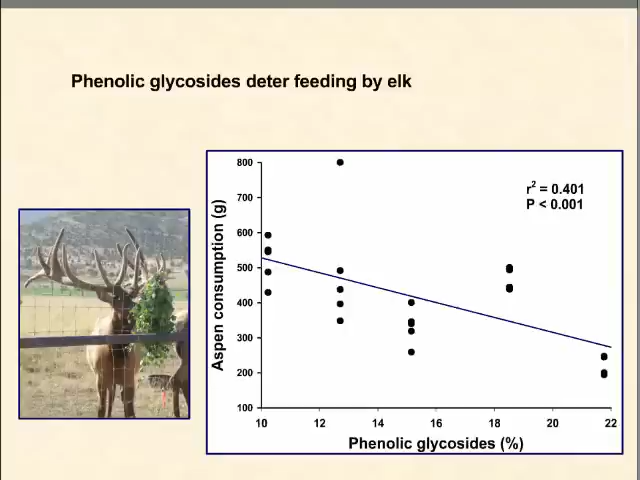 Phenolic glycosides deter feeding by elk
800
700
600
500
400
300
200
100
Aspen consumption (g)
r² = 0.401
P < 0.001
10 12 14 16 18 20 22
Phenolic glycosides (%)